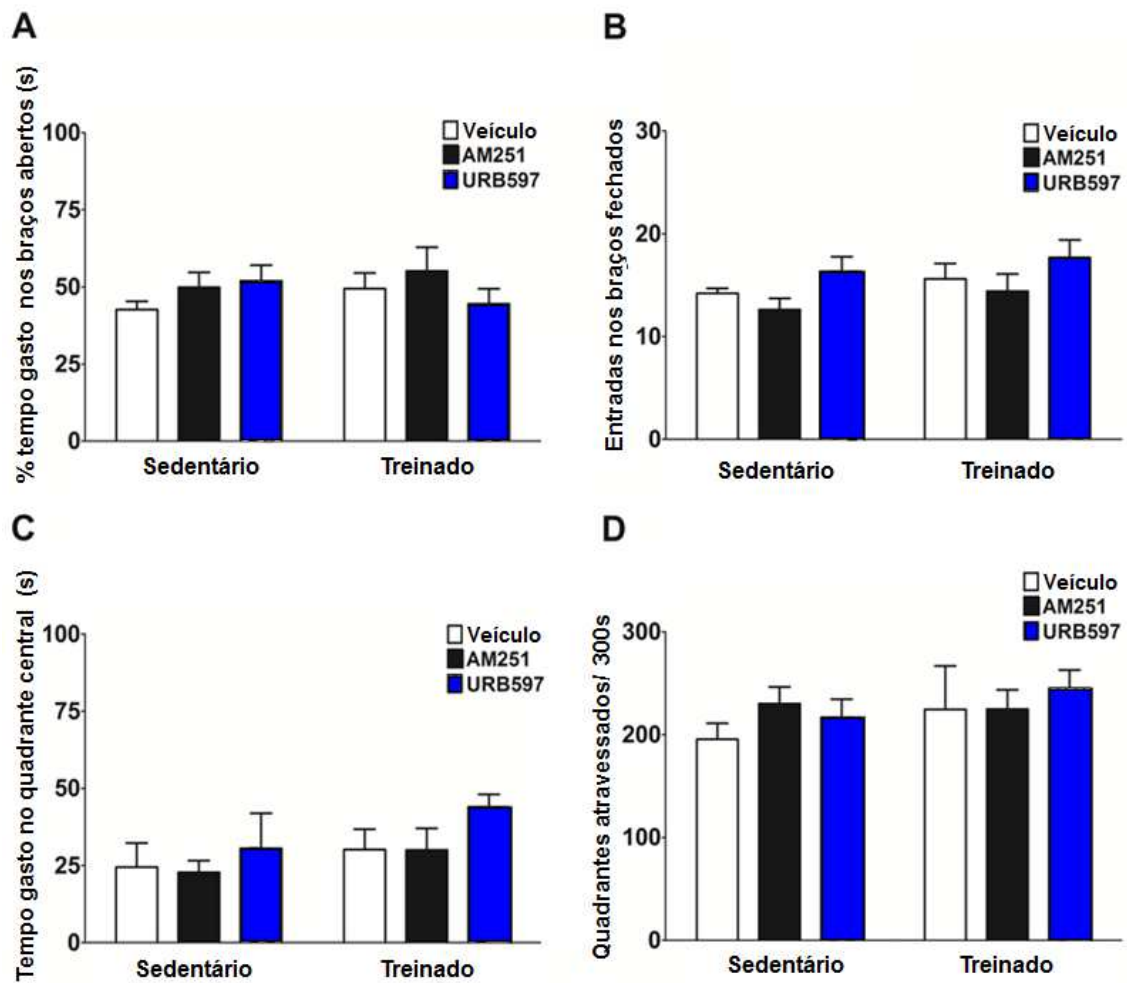 A
% tempo gasto nos braços abertos (s)
100
75
50
25
0
Veículo
AM251
URB597
Sedentário
Treinado
B
Entradas nos braços fechados
30
20
10
0
Veículo
AM251
URB597
Sedentário
Treinado
C
Tempo gasto no quadrante central (s)
100
75
50
25
0
Veículo
AM251
URB597
Sedentário
Treinado
D
Quadrantes atravessados/ 300s
300
200
100
0
Veículo
AM251
URB597
Sedentário
Treinado